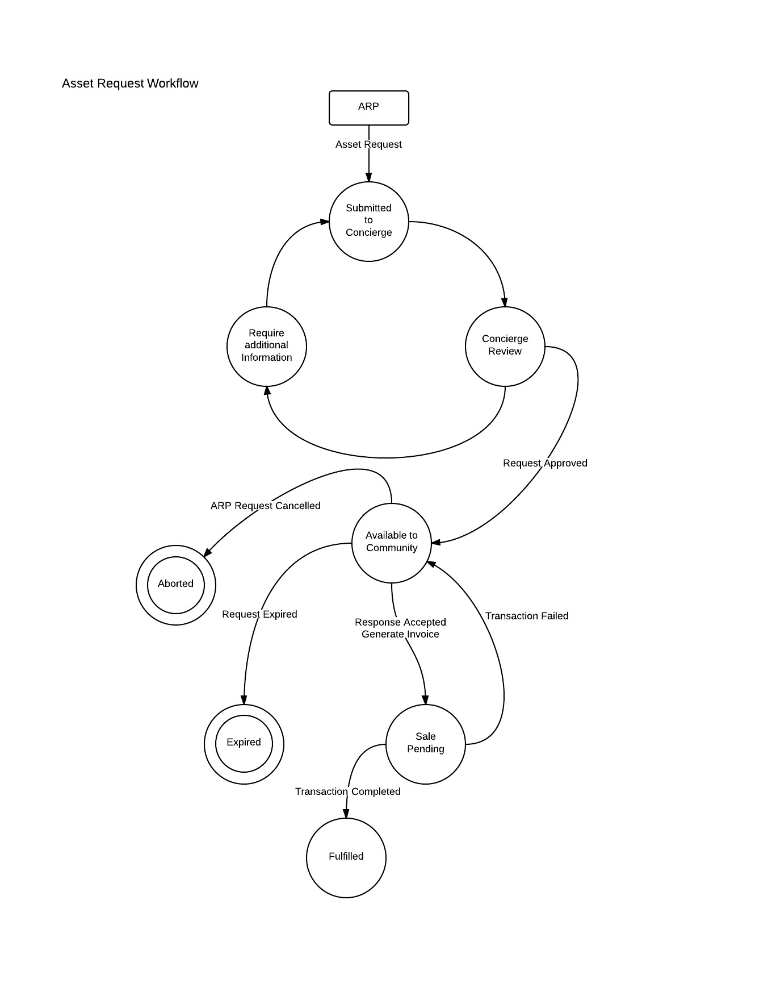 Asset Request Workflow
ARP
Asset Request
Submitted
to
Concierge
Require
additional
Information
Concierge
Review
Request Approved
ARP Request Cancelled
Available to
Community
Aborted
Request Expired
Response Accepted
Generate Invoice
Transaction Failed
Expired
Sale
Pending
Transaction Completed
Fulfilled